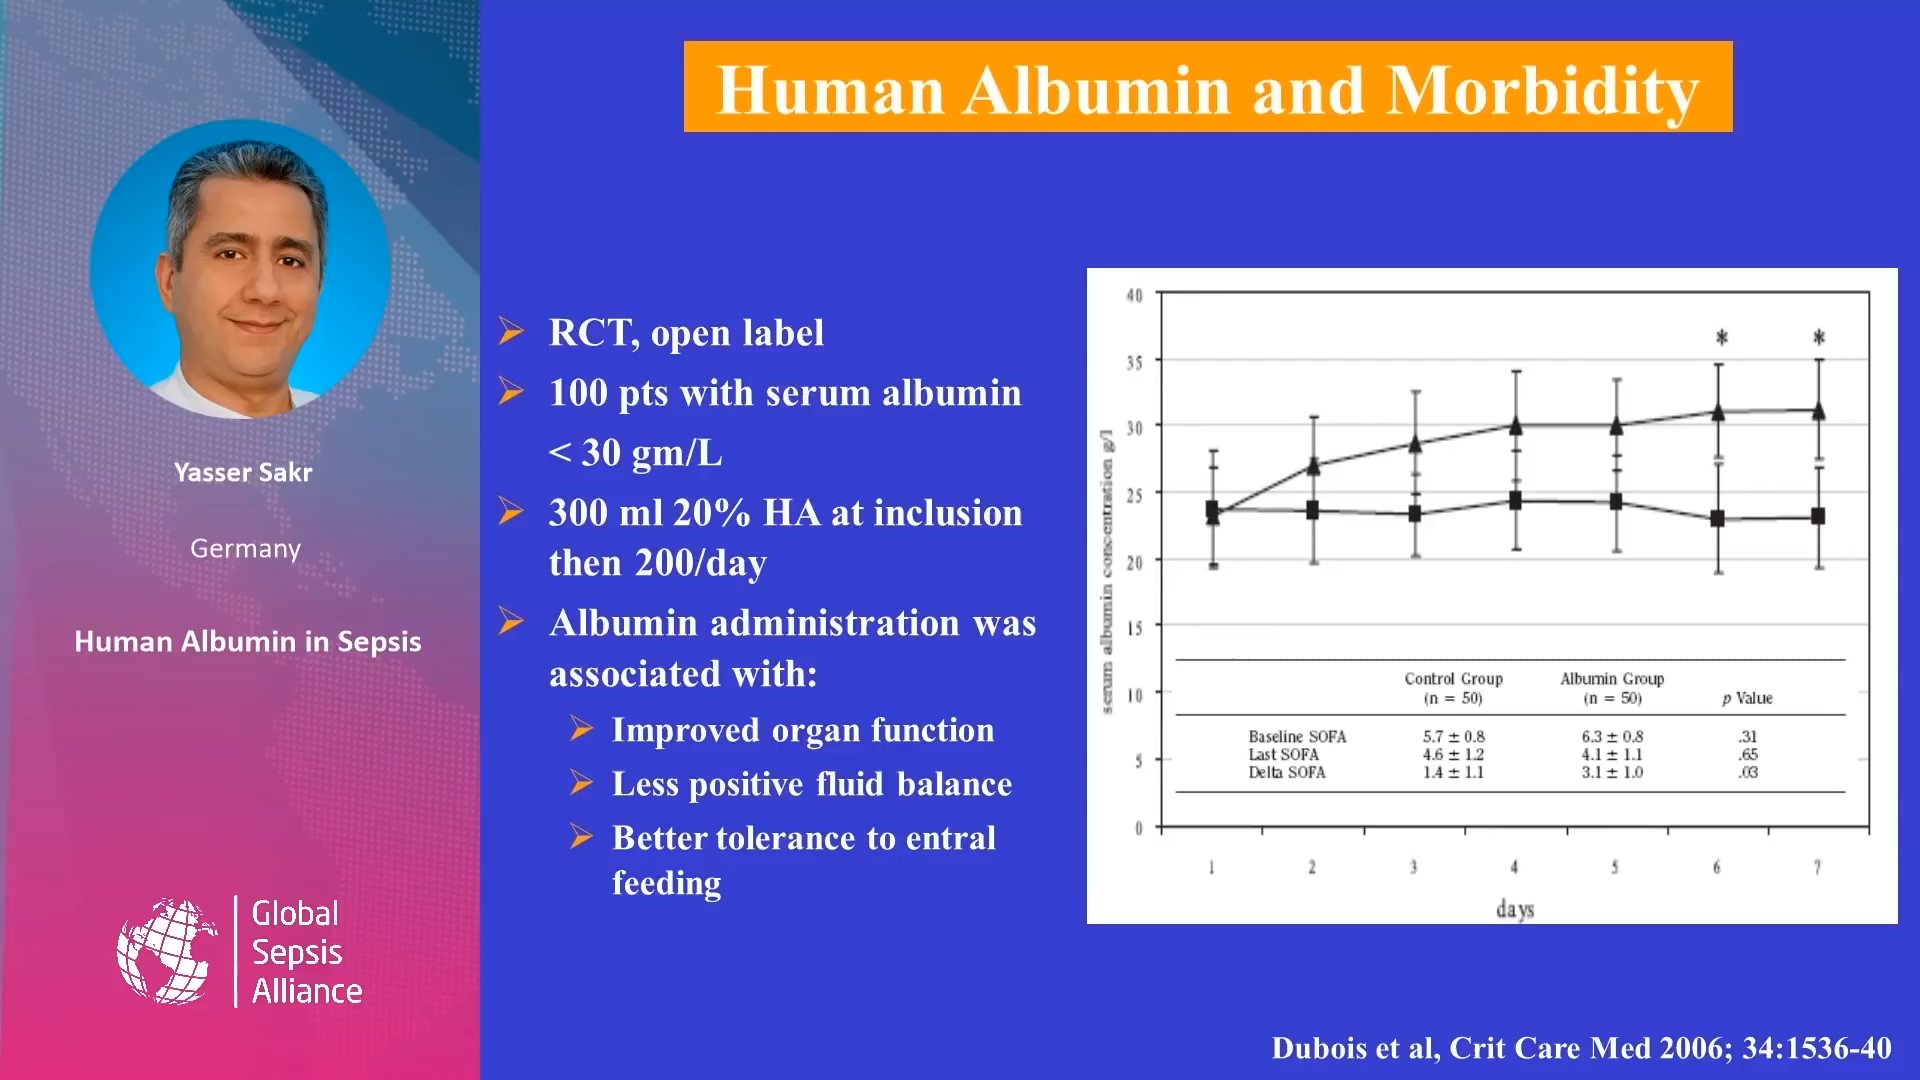 Human Albumin and Morbidity
Yasser Sakr
Germany
Human Albumin in Sepsis
Global
Sepsis
Alliance
RCT, open label
100 pts with serum albumin
< 30 gm/L
300 ml 20% HA at inclusion
then 200/day
Albumin administration was
associated with:
Improved organ function
Less positive fluid balance
Better tolerance to entral
feeding
serum albumin concentration g/l
40
35
30
25
20
15
10
5
0
* *
Control Group Albumin Group
(n = 50) (n = 50) p Value
Baseline SOFA 5.7 ± 0.8 6.3 ± 0.8 .31
Last SOFA 4.6 ± 1.2 4.1 ± 1.1 .65
Delta SOFA 1.4 ± 1.1 3.1 ± 1.0 .03
1 2 3 4 5 6 7
days
Dubois et al, Crit Care Med 2006; 34:1536-40